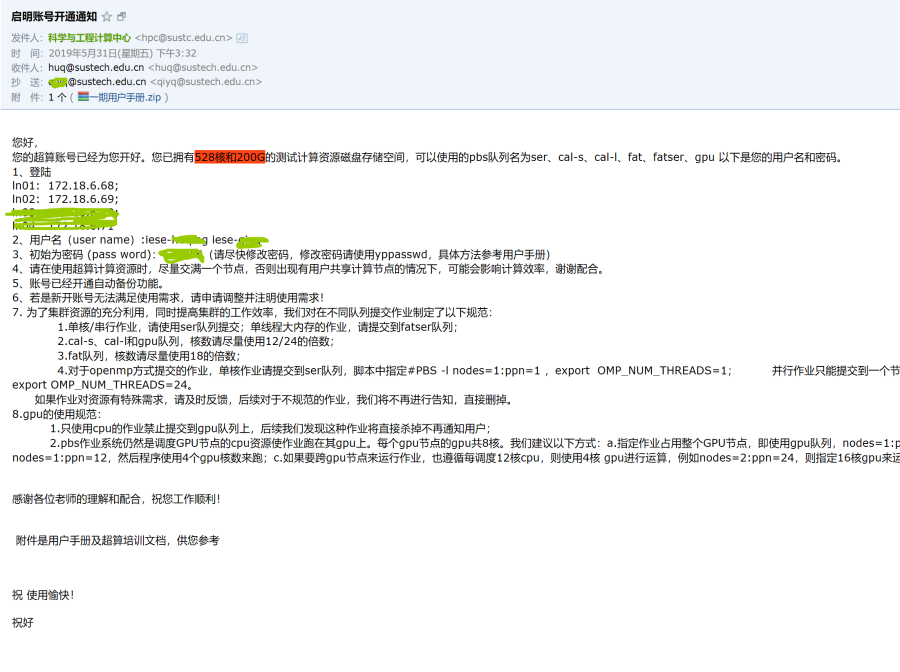 启明账号开通通知
发件人：科学与工程计算中心 <hpc@sustc.edu.cn>
时 间：2019年5月31日(星期五) 下午3:32
收件人：huq@sustech.edu.cn <huq@sustech.edu.cn>
抄 送：@sustech.edu.cn <qiyq@sustech.edu.cn>
附 件：1 个 ( 一期用户手册.zip )
您好，
您的超算账号已经为您开好。您已拥有528核和200G的测试计算资源磁盘存储空间，可以使用的pbs队列名为ser、cal-s、cal-l、fat、fatser、gpu 以下是您的用户名和密码。
1、登陆
ln01：172.18.6.68；
ln02：172.18.6.69；
2、用户名（user name）:iese- iese-
3、初始为密码 (pass word)：（请尽快修改密码，修改密码请使用yppasswd，具体方法参考用户手册）
4、请在使用超算计算资源时，尽量交满一个节点，否则出现有用户共享计算节点的情况下，可能会影响计算效率，谢谢配合。
5、账号已经开通自动备份功能。
6、若是新开账号无法满足使用需求，请申请调整并注明使用需求！
7. 为了集群资源的充分利用，同时提高集群的工作效率，我们对在不同队列提交作业制定了以下规范：
1.单核/串行作业，请使用ser队列提交；单线程大内存的作业，请提交到fatser队列；
2.cal-s、cal-l和gpu队列，核数请尽量使用12/24的倍数；
3.fat队列，核数请尽量使用18的倍数；
4.对于openmp方式提交的作业，单核作业请提交到ser队列，脚本中指定#PBS -l nodes=1:ppn=1 ，export OMP_NUM_THREADS=1； 并行作业只能提交到一个节
export OMP_NUM_THREADS=24。
如果作业对资源有特殊需求，请及时反馈，后续对于不规范的作业，我们将不再进行告知，直接删掉。
8.gpu的使用规范：
1.只使用cpu的作业禁止提交到gpu队列上，后续我们发现这种作业将直接杀掉不再通知用户；
2.pbs作业系统仍然是调度GPU节点的cpu资源使作业跑在其gpu上。每个gpu节点的gpu共8核。我们建议以下方式：a.指定作业占用整个GPU节点，即使用gpu队列，nodes=1:p
nodes=1:ppn=12，然后程序使用4个gpu核数来跑；c.如果要跨gpu节点来运行作业，也遵循每调度12核cpu，则使用4核 gpu进行运算，例如nodes=2:ppn=24，则指定16核gpu来运
感谢各位老师的理解和配合，祝您工作顺利！
附件是用户手册及超算培训文档，供您参考
祝 使用愉快！
祝好